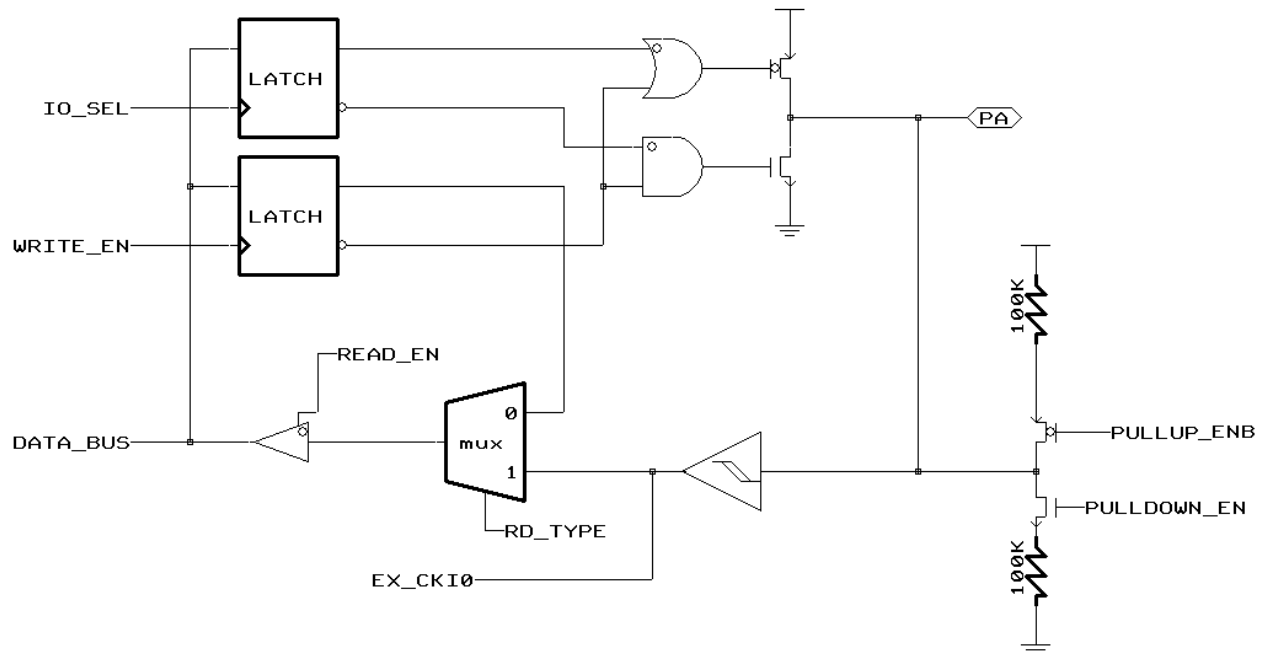 LATCH
IO_SEL
PA
LATCH
WRITE_EN
100K
READ_EN
0
DATA_BUS
mux
PULLUP_ENB
1
PULLDOWN_EN
RD_TYPE
100K
EX_CKI0